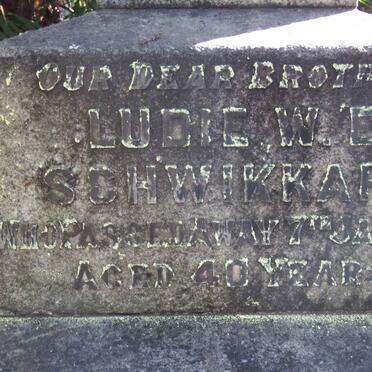 OUR DEAR BROTH
LUDIE W. E
SCHWIKKAR
WHO PASSED AWAY 7TH JA
AGED 40 YEAR